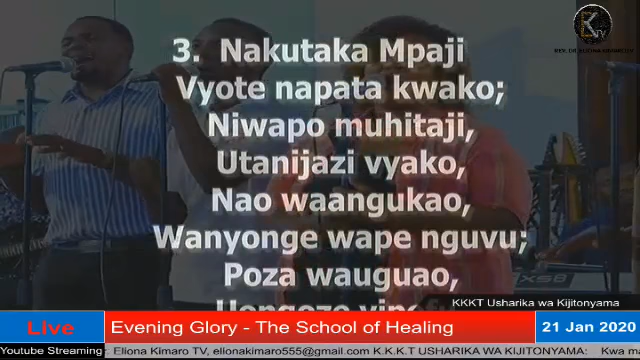 3. Nakutaka Mpaji
Vyote napata kwako;
Niwapo muhitaji,
Utanijazi vyako,
Nao waangukao,
Wanyonge wape nguvu;
Poza wauguao,
KKKT Usharika wa Kijitonyama
Live
Evening Glory - The School of Healing
21 Jan 2020
Youtube Streaming
: Eliona Kimaro TV, elionakimaro555@gmail.com K.K.K.T USHARIKA WA KIJITONYAMA: Kwa m